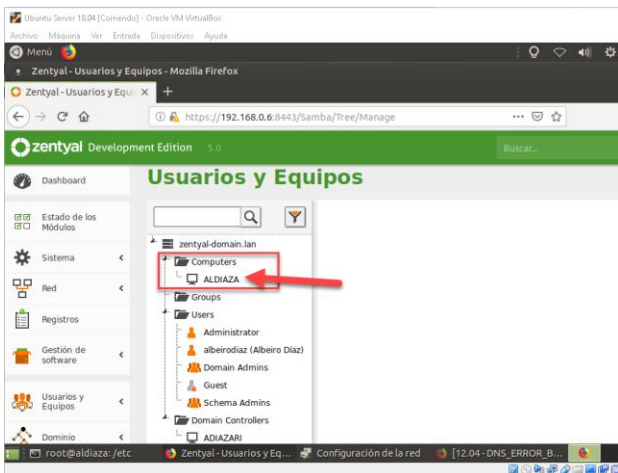 Ubuntu Server 18.04 [Corriendo] - Oracle VM VirtualBox
Archivo Máquina Ver Entrada Dispositivos Ayuda
Menú
Zentyal - Usuarios y Equipos - Mozilla Firefox
Zentyal - Usuarios y Equi
https://192.168.0.6:8443/Samba/Tree/Manage
zentyal Development Edition 5.0
Buscar...
Dashboard
Estado de los
Módulos
Sistema
Red
Registros
Gestión de
software
Usuarios y
Equipos
Dominio
Usuarios y Equipos
zentyal-domain.lan
Computers
ALDIAZA
Groups
Users
Administrator
albeirodiaz (Albeiro Díaz)
Domain Admins
Guest
Schema Admins
Domain Controllers
ADIAZARI
root@aldiaza: /etc
Zentyal - Usuarios y Eq...
Configuración de la red
[12.04 - DNS_ERROR_B...